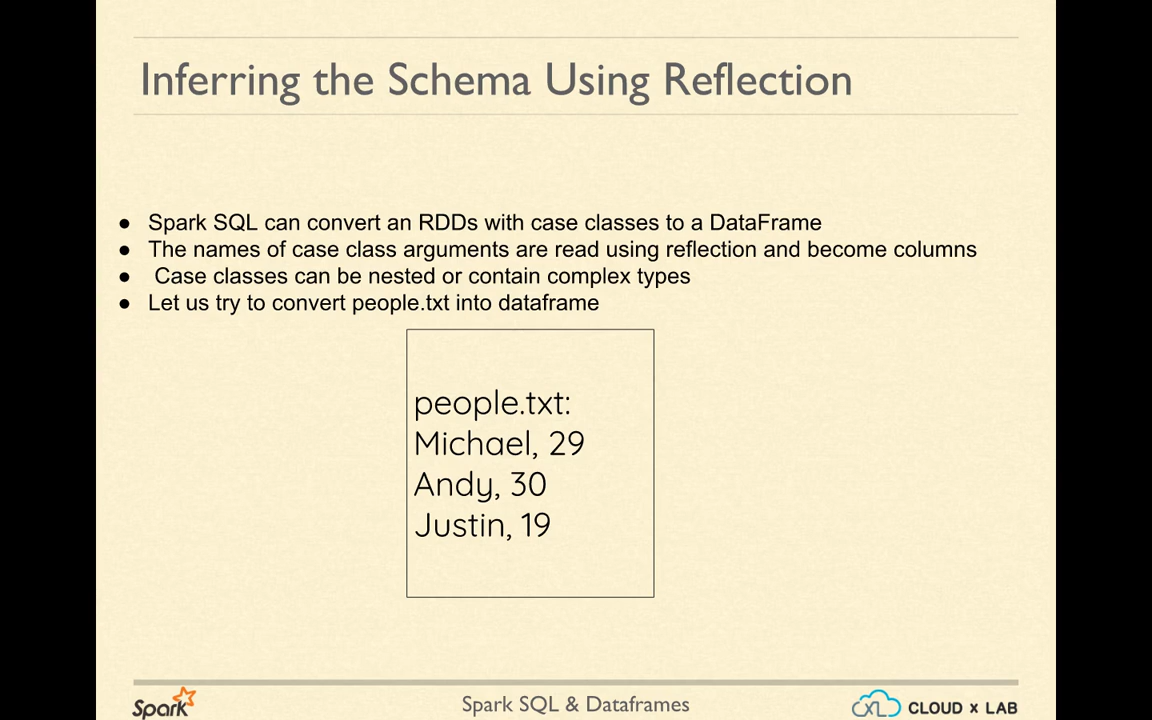 Inferring the Schema Using Reflection
● Spark SQL can convert an RDDs with case classes to a DataFrame
● The names of case class arguments are read using reflection and become columns
● Case classes can be nested or contain complex types
● Let us try to convert people.txt into dataframe
people.txt:
Michael, 29
Andy, 30
Justin, 19
Spark
Spark SQL & Dataframes
CXL CLOUD x LAB